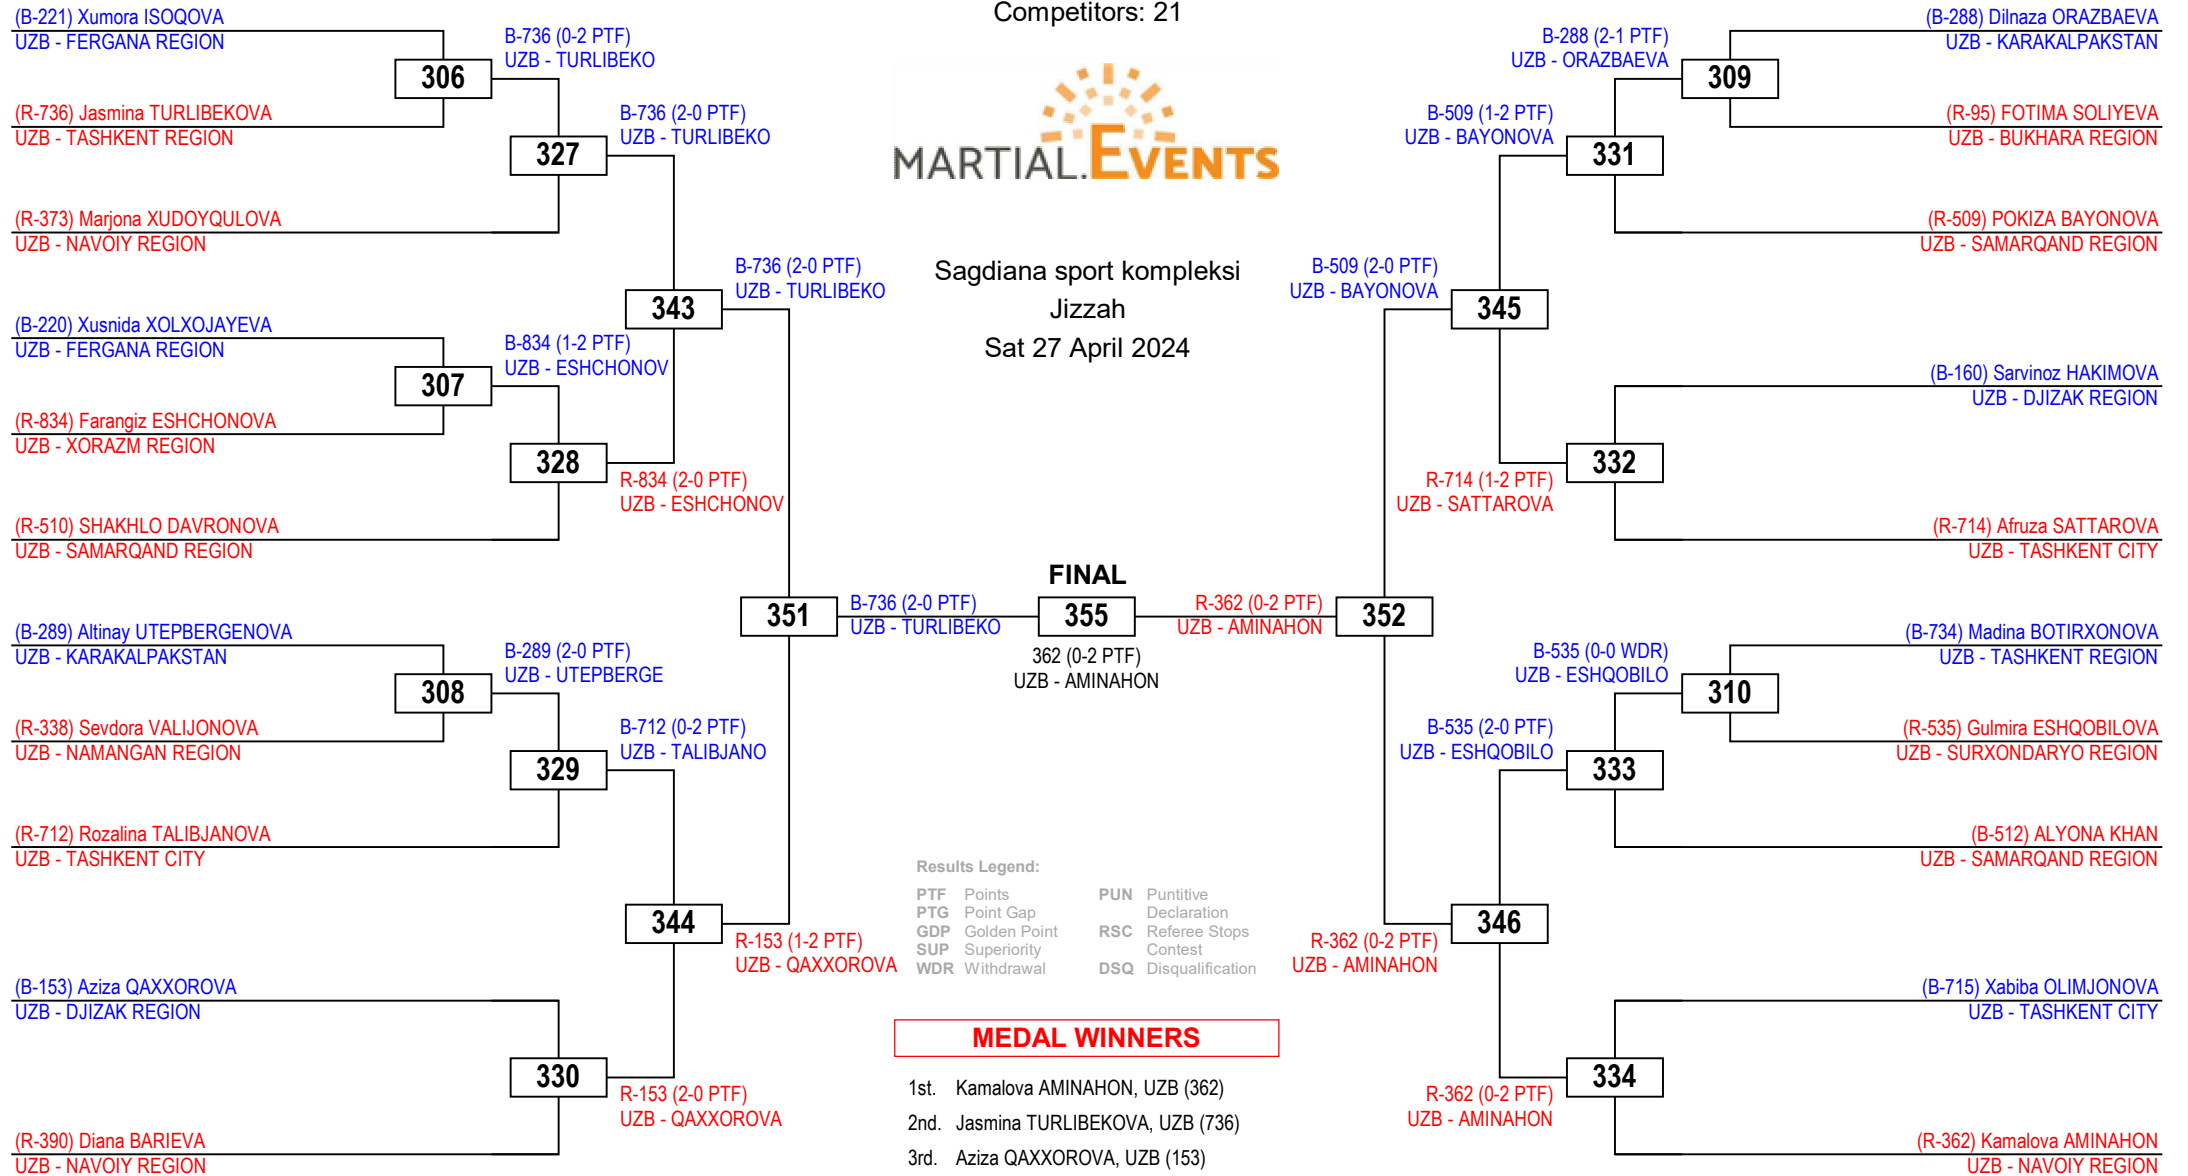 Competitors: 21
MARTIAL.EVENTS
Sagdiana sport kompleksi
Jizzah
Sat 27 April 2024
(B-221) Xumora ISOQOVA
UZB - FERGANA REGION
306
(R-736) Jasmina TURLIBEKOVA
UZB - TASHKENT REGION
B-736 (0-2 PTF)
UZB - TURLIBEKO
327
(R-373) Marjona XUDOYQULOVA
UZB - NAVOIY REGION
B-736 (2-0 PTF)
UZB - TURLIBEKO
343
B-736 (2-0 PTF)
UZB - TURLIBEKO
(B-220) Xusnida XOLXOJAYEVA
UZB - FERGANA REGION
307
(R-834) Farangiz ESHCHONOVA
UZB - XORAZM REGION
B-834 (1-2 PTF)
UZB - ESHCHONOV
328
(R-510) SHAKHLO DAVRONOVA
UZB - SAMARQAND REGION
R-834 (2-0 PTF)
UZB - ESHCHONOV
351
B-736 (2-0 PTF)
UZB - TURLIBEKO
(B-289) Altinay UTEPBERGENOVA
UZB - KARAKALPAKSTAN
308
(R-338) Sevdora VALIJONOVA
UZB - NAMANGAN REGION
B-289 (2-0 PTF)
UZB - UTEPBERGE
329
(R-712) Rozalina TALIBJANOVA
UZB - TASHKENT CITY
B-712 (0-2 PTF)
UZB - TALIBJANO
344
R-153 (1-2 PTF)
UZB - QAXXOROVA
(B-153) Aziza QAXXOROVA
UZB - DJIZAK REGION
330
(R-390) Diana BARIEVA
UZB - NAVOIY REGION
R-153 (2-0 PTF)
UZB - QAXXOROVA
FINAL
355
362 (0-2 PTF)
UZB - AMINAHON
(B-288) Dilnaza ORAZBAEVA
UZB - KARAKALPAKSTAN
309
(R-95) FOTIMA SOLIYEVA
UZB - BUKHARA REGION
B-288 (2-1 PTF)
UZB - ORAZBAEVA
331
(R-509) POKIZA BAYONOVA
UZB - SAMARQAND REGION
B-509 (1-2 PTF)
UZB - BAYONOVA
345
B-509 (2-0 PTF)
UZB - BAYONOVA
(B-160) Sarvinoz HAKIMOVA
UZB - DJIZAK REGION
332
(R-714) Afruza SATTAROVA
UZB - TASHKENT CITY
R-714 (1-2 PTF)
UZB - SATTAROVA
352
R-362 (0-2 PTF)
UZB - AMINAHON
(B-734) Madina BOTIRXONOVA
UZB - TASHKENT REGION
310
(R-535) Gulmira ESHQOBILOVA
UZB - SURXONDARYO REGION
B-535 (0-0 WDR)
UZB - ESHQOBILO
333
(B-512) ALYONA KHAN
UZB - SAMARQAND REGION
B-535 (2-0 PTF)
UZB - ESHQOBILO
346
R-362 (0-2 PTF)
UZB - AMINAHON
(B-715) Xabiba OLIMJONOVA
UZB - TASHKENT CITY
334
(R-362) Kamalova AMINAHON
UZB - NAVOIY REGION
R-362 (0-2 PTF)
UZB - AMINAHON
Results Legend:
PTF Points
PTG Point Gap
GDP Golden Point
SUP Superiority
WDR Withdrawal
PUN Puntitive
Declaration
RSC Referee Stops
Contest
DSQ Disqualification
MEDAL WINNERS
1st. Kamalova AMINAHON, UZB (362)
2nd. Jasmina TURLIBEKOVA, UZB (736)
3rd. Aziza QAXXOROVA, UZB (153)